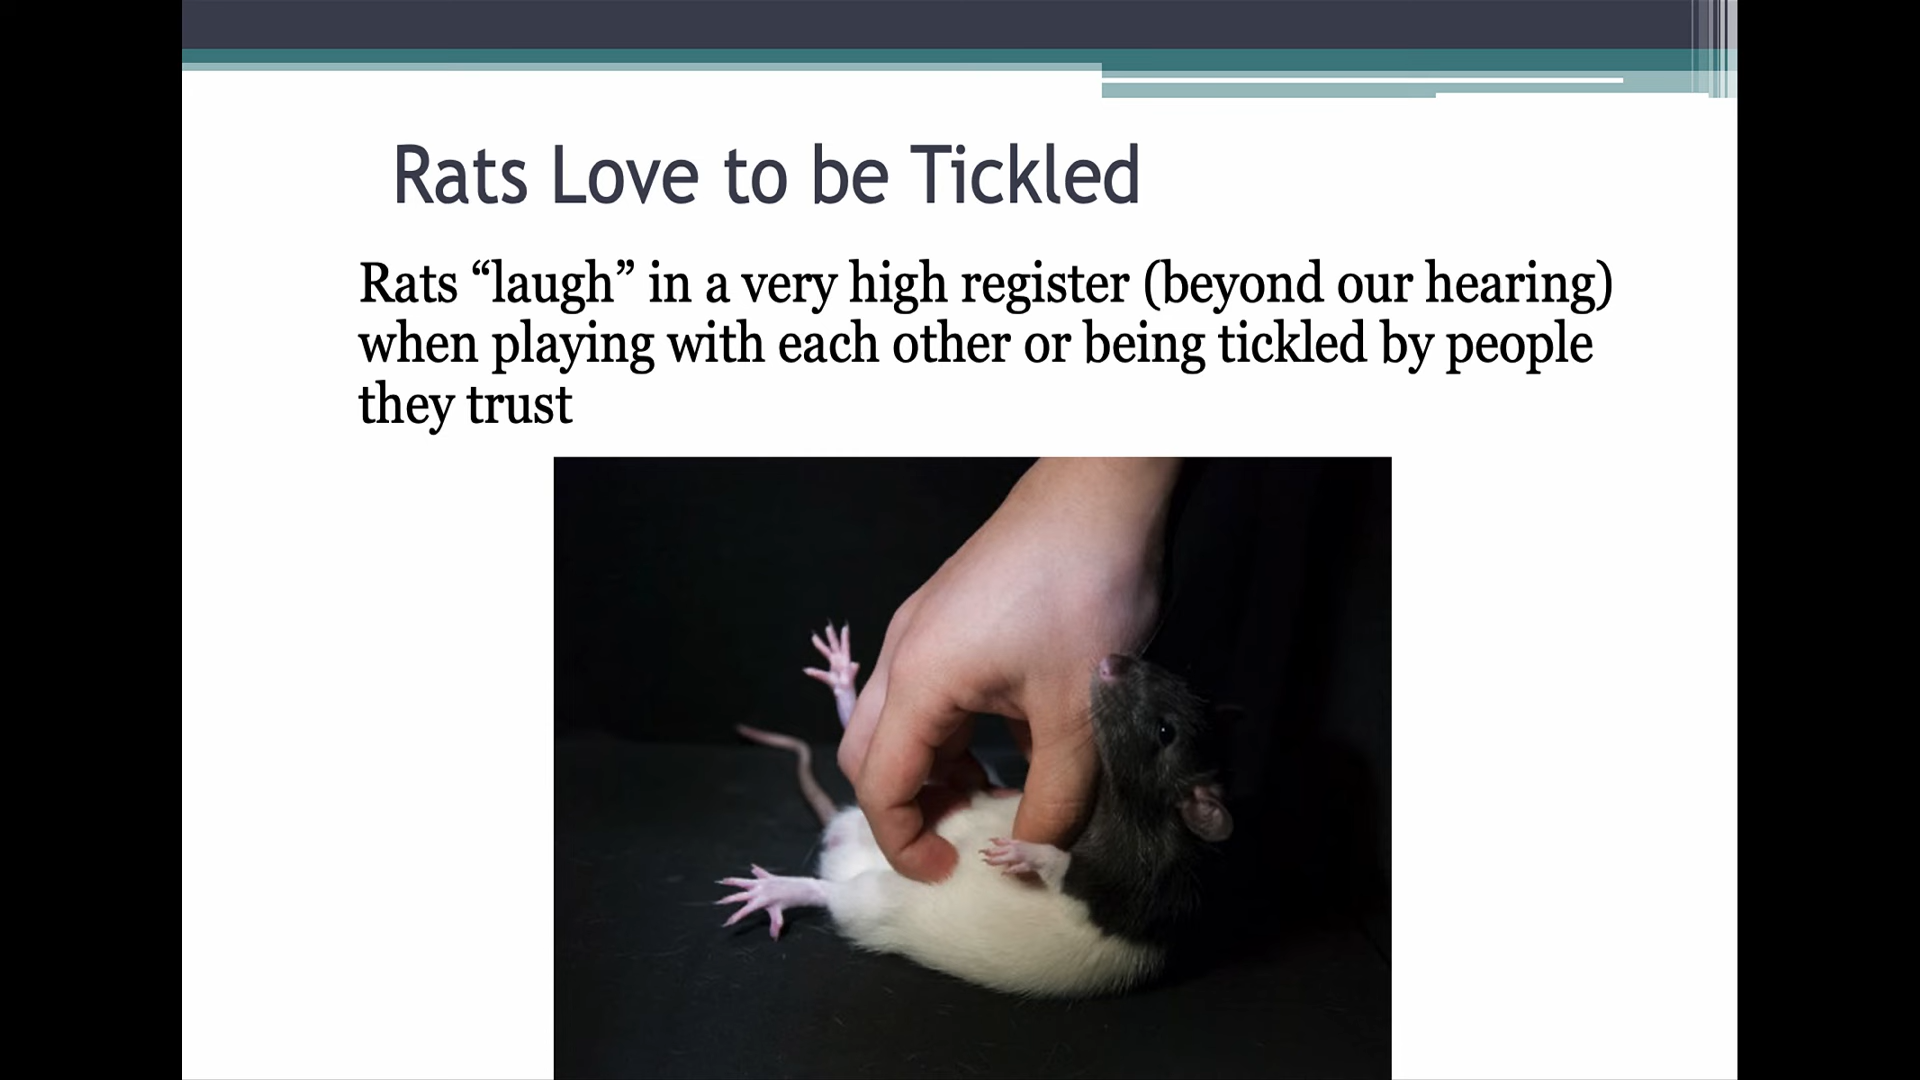 Rats Love to be Tickled
Rats “laugh” in a very high register (beyond our hearing)
when playing with each other or being tickled by people
they trust